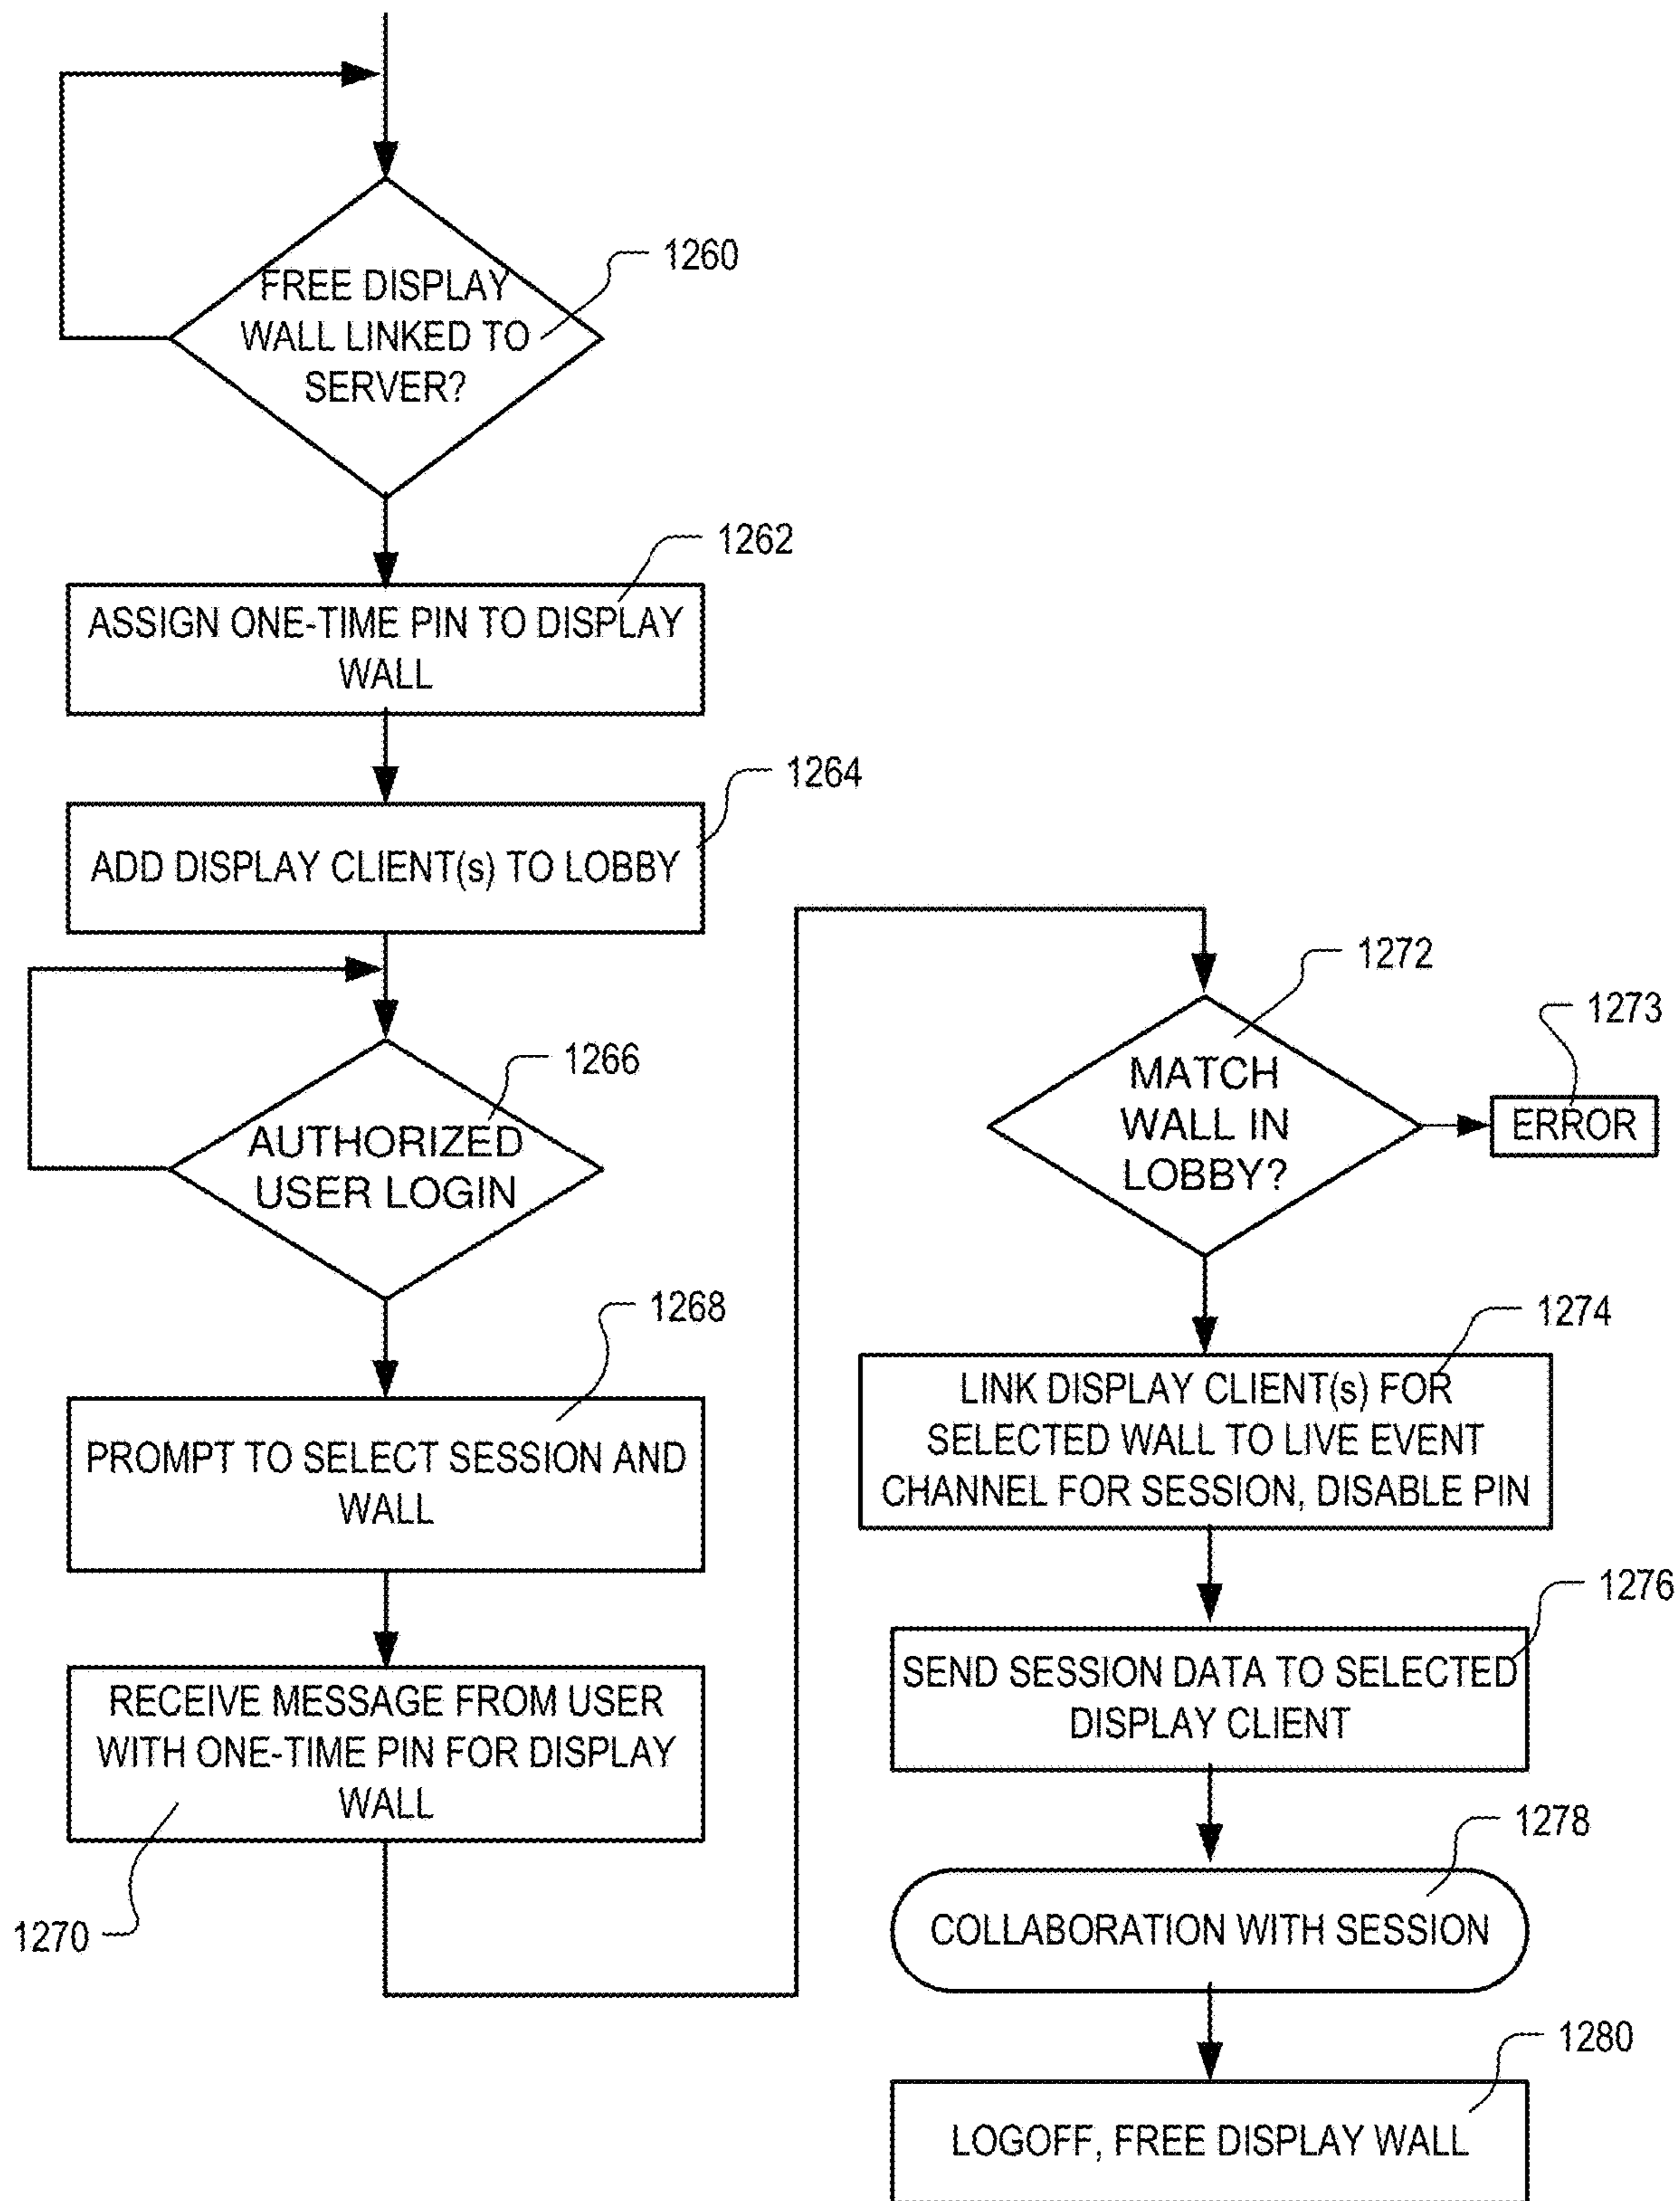 1260
FREE DISPLAY
WALL LINKED TO
SERVER?
1262
ASSIGN ONE-TIME PIN TO DISPLAY
WALL
1264
ADD DISPLAY CLIENT(s) TO LOBBY
1266
AUTHORIZED
USER LOGIN
1268
PROMPT TO SELECT SESSION AND
WALL
RECEIVE MESSAGE FROM USER
WITH ONE-TIME PIN FOR DISPLAY
WALL
1270
1272
MATCH
WALL IN
LOBBY?
1273
ERROR
1274
LINK DISPLAY CLIENT(s) FOR
SELECTED WALL TO LIVE EVENT
CHANNEL FOR SESSION, DISABLE PIN
1276
SEND SESSION DATA TO SELECTED
DISPLAY CLIENT
1278
COLLABORATION WITH SESSION
1280
LOGOFF, FREE DISPLAY WALL